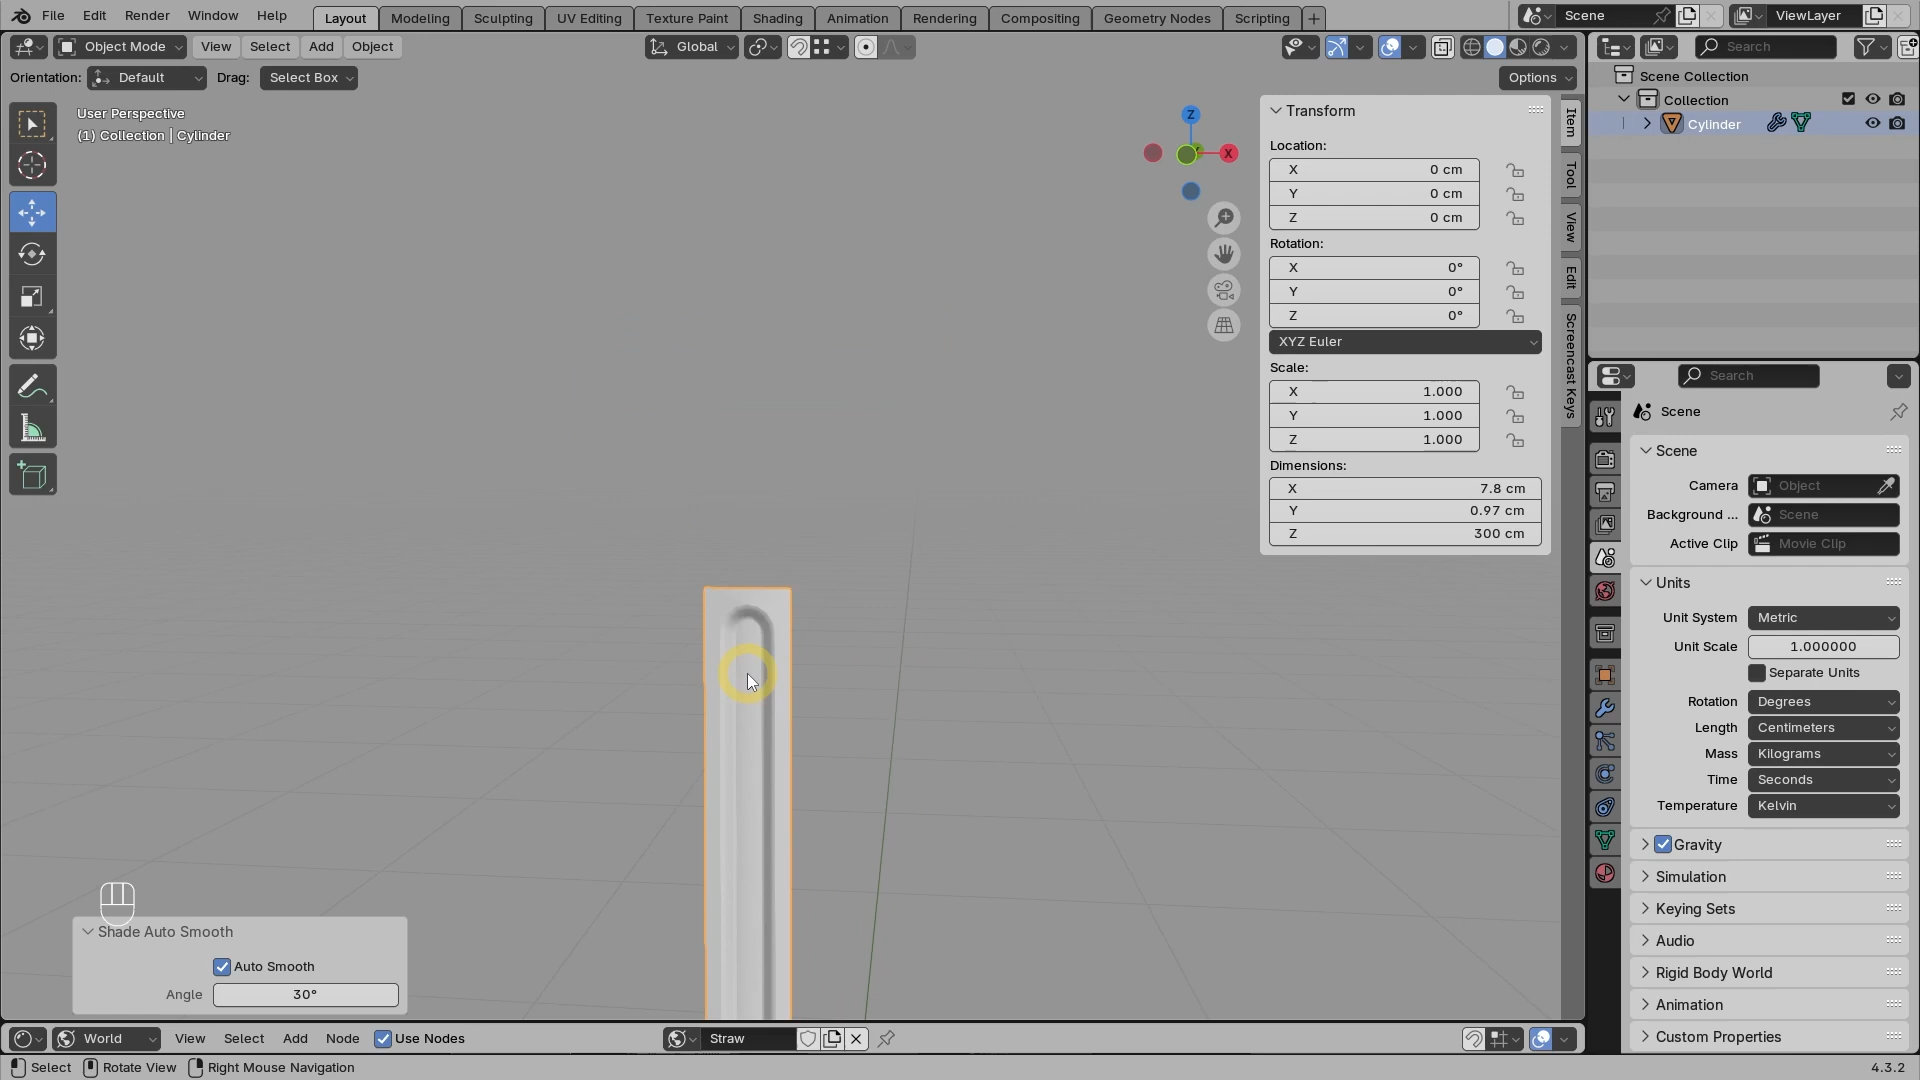 File Edit Render Window Help Layout Modeling Sculpting UV Editing Texture Paint Shading Animation Rendering Compositing Geometry Nodes Scripting + Scene ViewLayer
Object Mode View Select Add Object Global Search
Orientation: Default Drag: Select Box Options
User Perspective
(1) Collection | Cylinder
Z
X
Transform
Location:
X 0 cm
Y 0 cm
Z 0 cm
Rotation:
X 0°
Y 0°
Z 0°
XYZ Euler
Scale:
X 1.000
Y 1.000
Z 1.000
Dimensions:
X 7.8 cm
Y 0.97 cm
Z 300 cm
Item
Tool
View
Edit
Screencast Keys
Scene Collection
Collection
Cylinder
Search
Scene
Scene
Camera Object
Background ... Scene
Active Clip Movie Clip
Units
Unit System Metric
Unit Scale 1.000000
Separate Units
Rotation Degrees
Length Centimeters
Mass Kilograms
Time Seconds
Temperature Kelvin
Gravity
Simulation
Keying Sets
Audio
Rigid Body World
Animation
Custom Properties
Shade Auto Smooth
Auto Smooth
Angle 30°
World View Select Add Node Use Nodes Straw
Select Rotate View Right Mouse Navigation 4.3.2